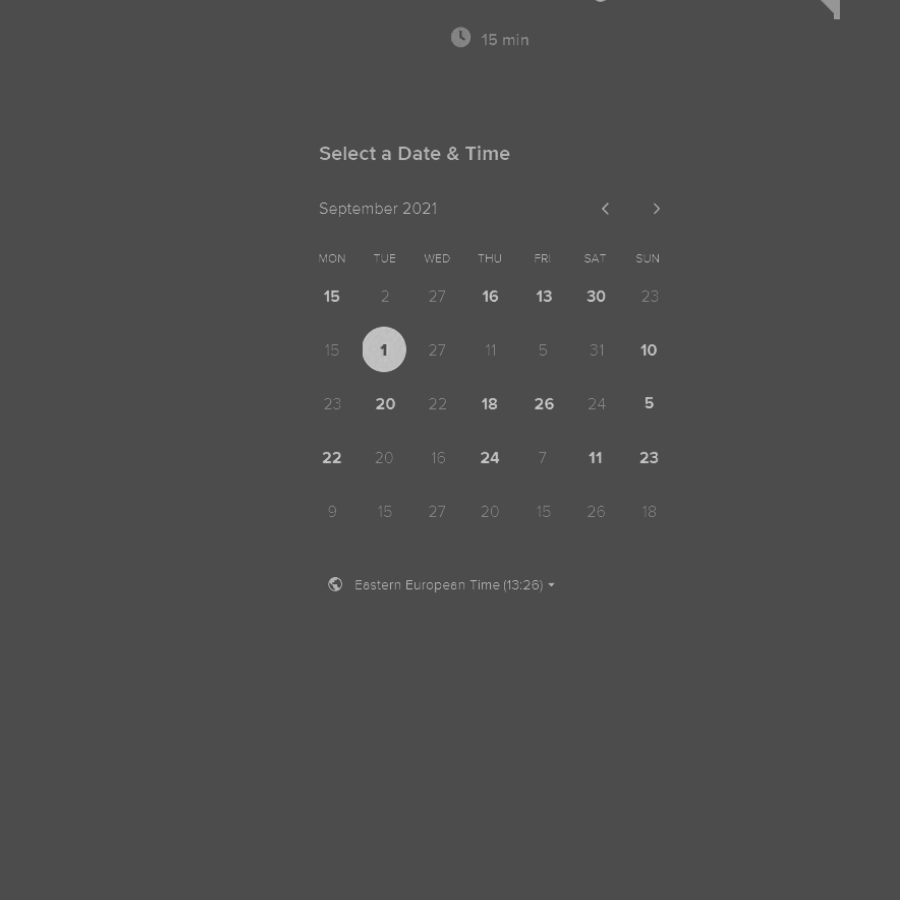 15 min
Select a Date & Time
September 2021
MON TUE WED THU FRI SAT SUN
15 2 27 16 13 30 23
15 1 27 11 5 31 10
23 20 22 18 26 24 5
22 20 16 24 7 11 23
9 15 27 20 15 26 18
Eastern European Time (13:26)